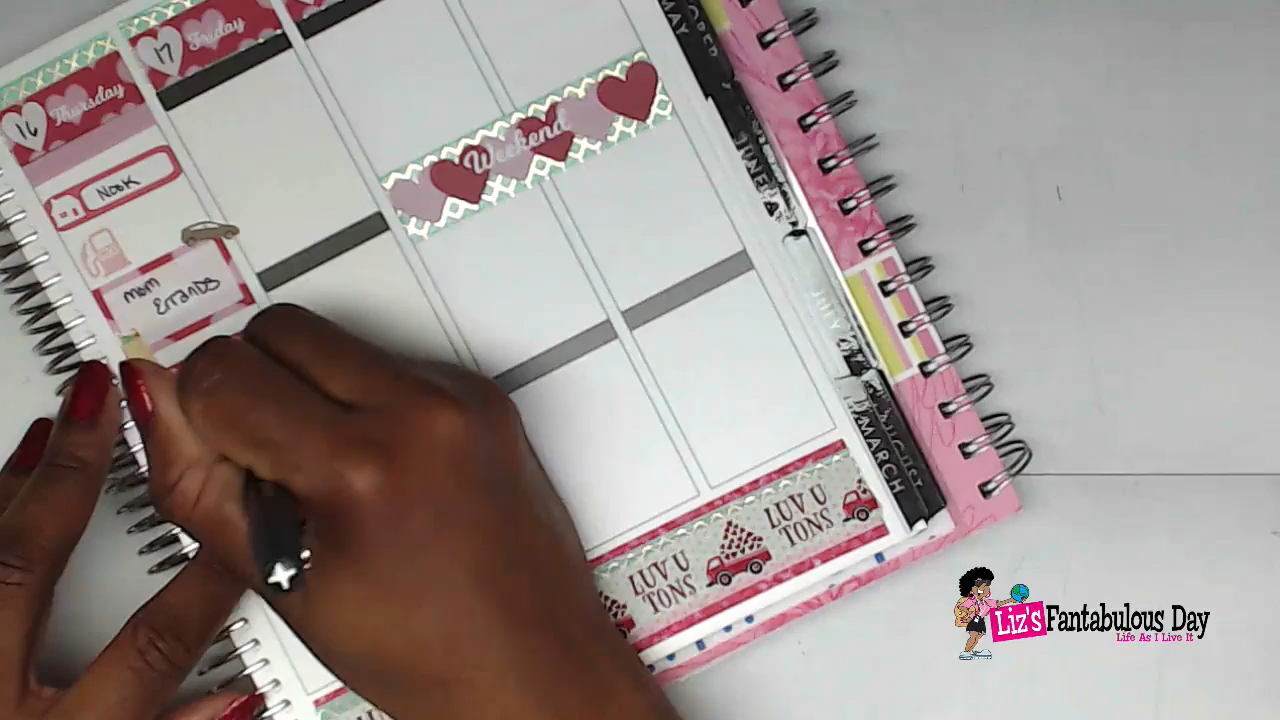 17 Friday
16 Thursday
Nook
mom
Errands
Weekend
MAY
JUNE
JULY
MARCH
LUV U
TONS
LUV U
TONS
Liz's Fantabulous Day
Life As I Live It